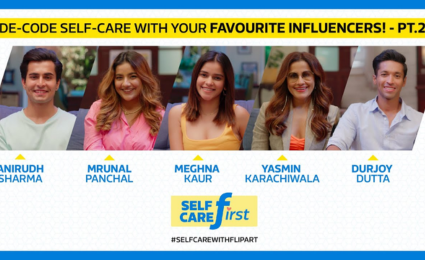 DE-CODE SELF-CARE WITH YOUR FAVOURITE INFLUENCERS! - PT.2
ANIRUDH
SHARMA
MRUNAL
PANCHAL
MEGHNA
KAUR
YASMIN
KARACHIWALA
DURJOY
DUTTA
SELF
CARE first
#SELFCAREWITHFLIPART